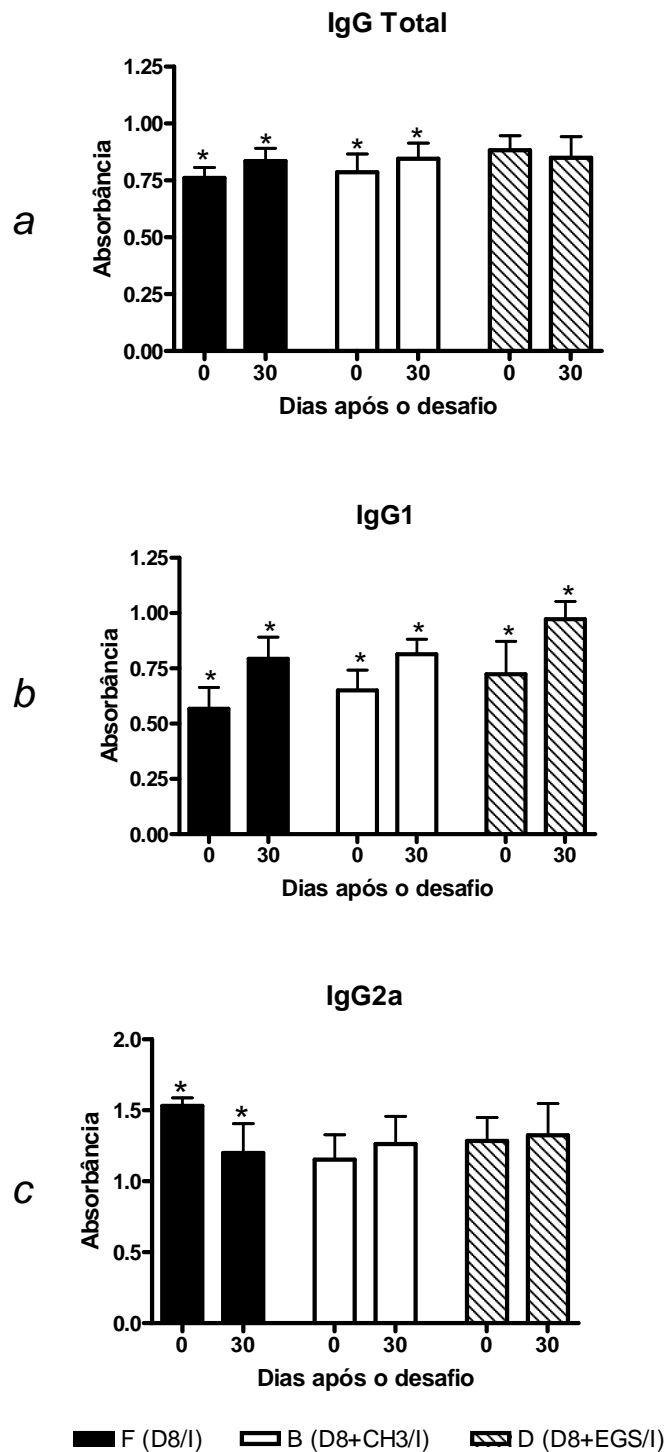 IgG Total
a
Absorbância
1.25
1.00
0.75
0.50
0.25
0.00
* * * *
0 30 0 30 0 30
Dias após o desafio
IgG1
b
Absorbância
1.25
1.00
0.75
0.50
0.25
0.00
* * * * * *
0 30 0 30 0 30
Dias após o desafio
IgG2a
c
Absorbância
2.0
1.5
1.0
0.5
0.0
* *
0 30 0 30 0 30
Dias após o desafio
F (D8/I) B (D8+CH3/I) D (D8+EGS/I)